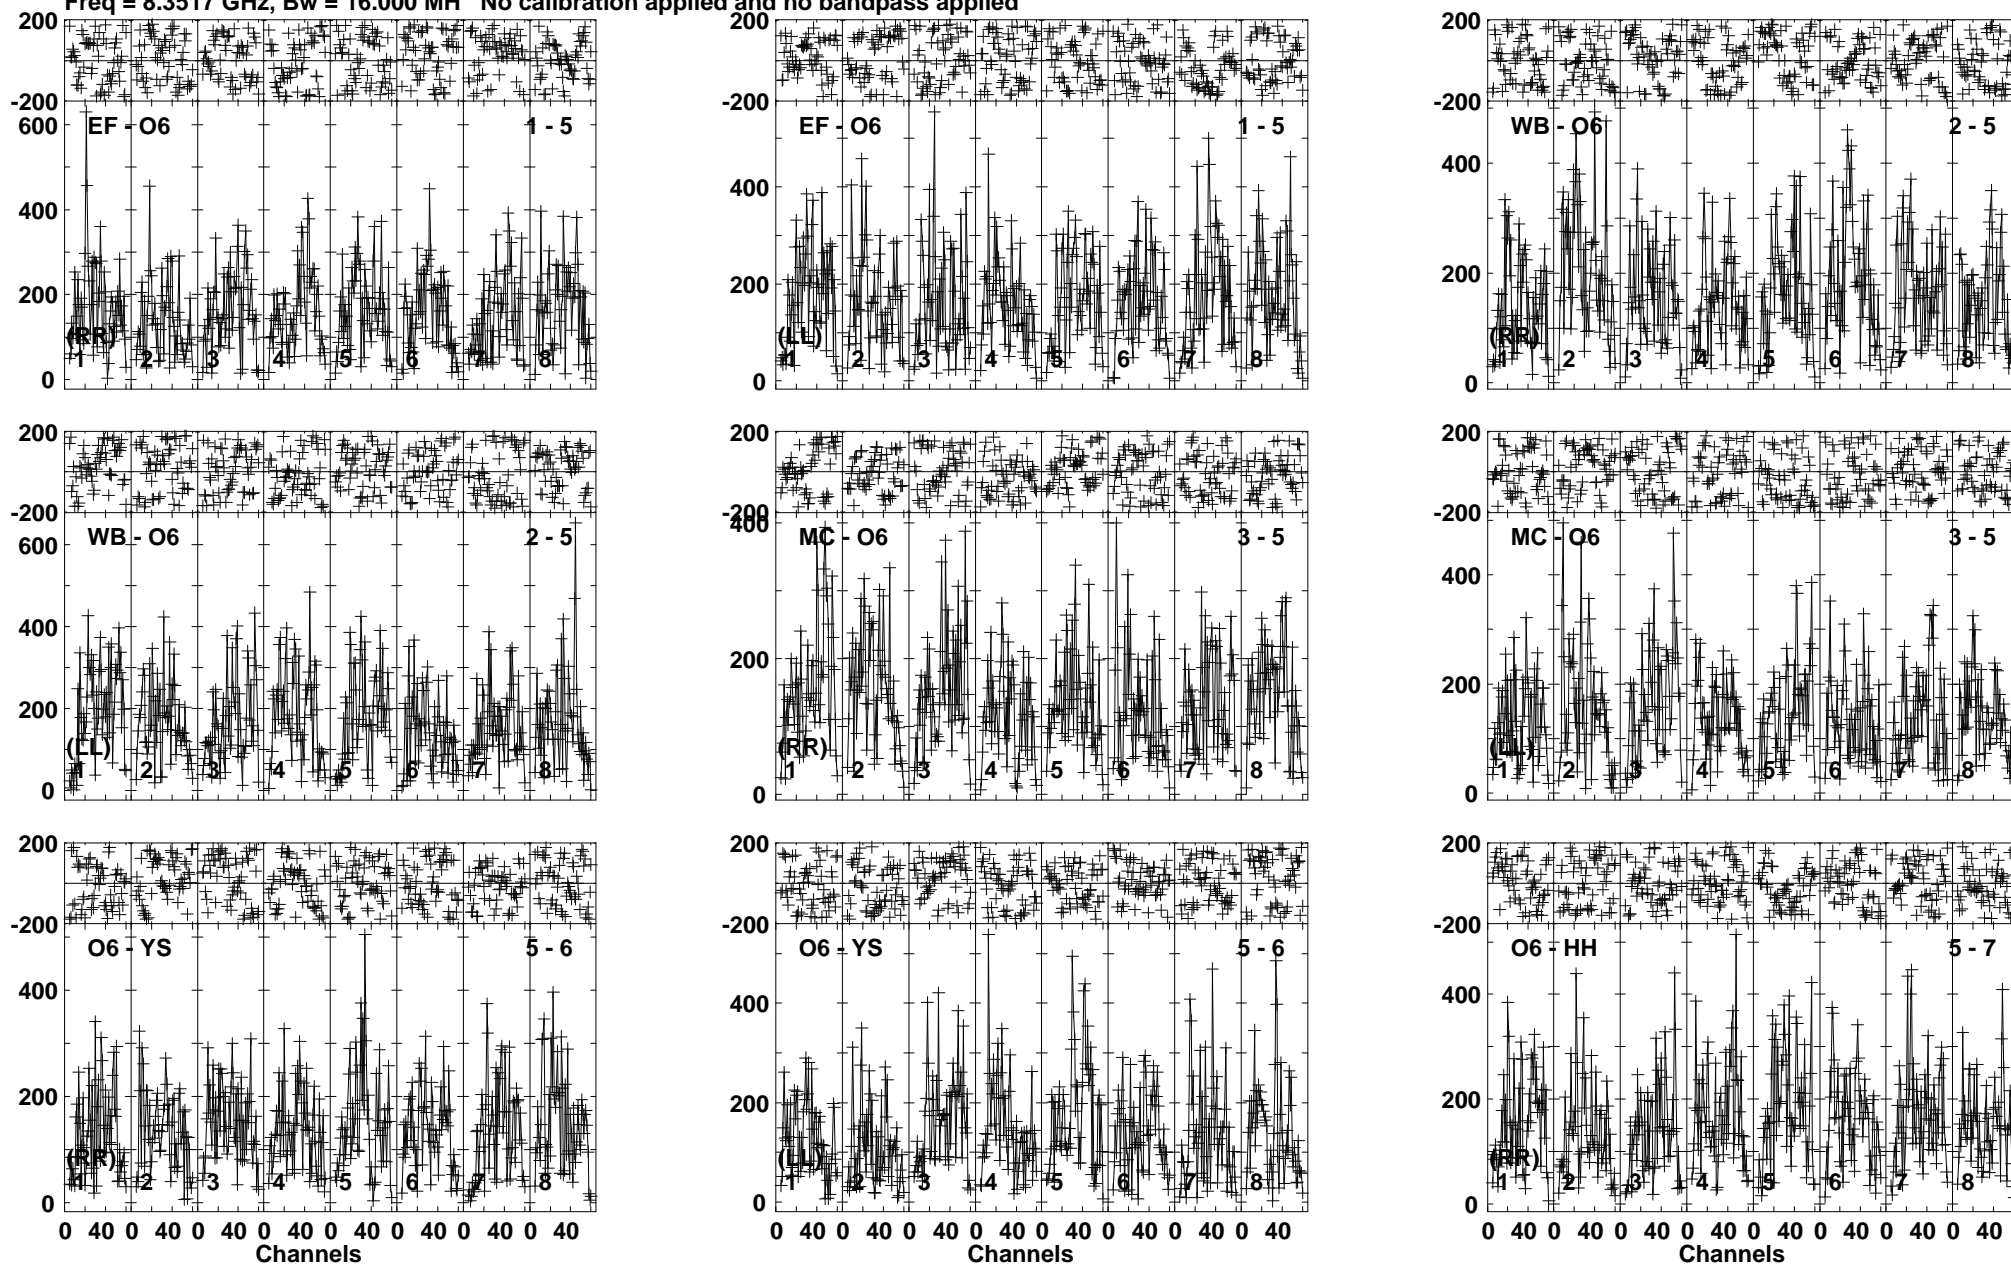 Freq = 8.3517 GHz, Bw = 16.000 MH No calibration applied and no bandpass applied
200 200 200
-200 -200 -200
EF - O6 1 - 5 EF - O6 1 - 5 WB - O6 2 - 5
600
400 400 400
200 200 200
(RR) (LL) (RR)
1 2 3 4 5 6 7 8 1 2 3 4 5 6 7 8 1 2 3 4 5 6 7 8
0 0 0
200 200 200
-200 -200 -200
WB - O6 2 - 5 MC - O6 3 - 5 MC - O6 3 - 5
600 400
400 400
200 200 200
(LL) (RR) (LL)
1 2 3 4 5 6 7 8 1 2 3 4 5 6 7 8 1 2 3 4 5 6 7 8
0 0 0
200 200 200
-200 -200 -200
O6 - YS 5 - 6 O6 - YS 5 - 6 O6 - HH 5 - 7
400 400 400
200 200 200
(RR) (LL) (RR)
1 2 3 4 5 6 7 8 1 2 3 4 5 6 7 8 1 2 3 4 5 6 7 8
0 0 0
0 40 0 40 0 40 0 40 0 40 0 40 0 40 0 40 0 40 0 40 0 40 0 40 0 40 0 40 0 40 0 40 0 40 0 40 0 40 0 40 0 40 0 40 0 40 0 40
Channels Channels Channels